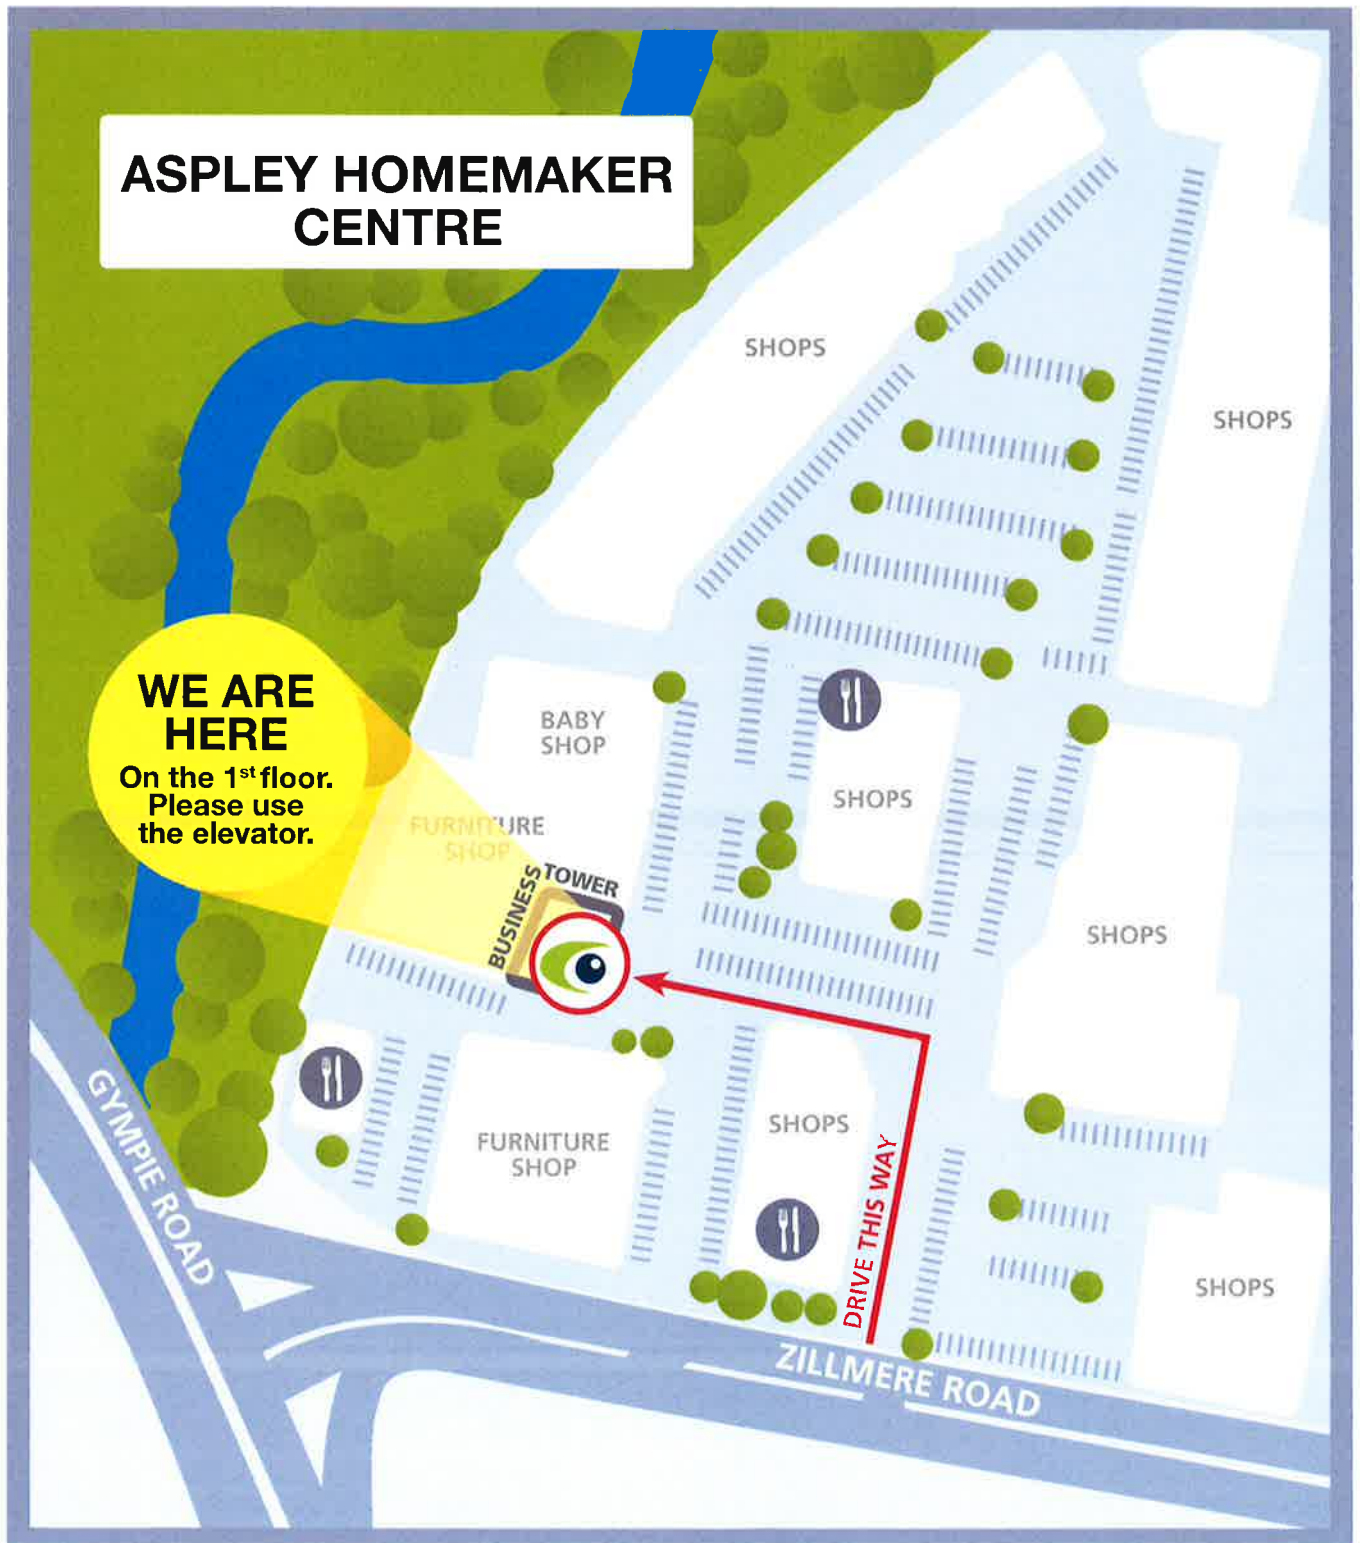 ASPLEY HOMEMAKER
CENTRE
SHOPS
SHOPS
WE ARE
HERE
On the 1st floor.
Please use
the elevator.
BABY
SHOP
SHOPS
FURNITURE
SHOP
BUSINESS
TOWER
SHOPS
GYMPIE ROAD
FURNITURE
SHOP
SHOPS
DRIVE THIS WAY
SHOPS
ZILLMERE ROAD